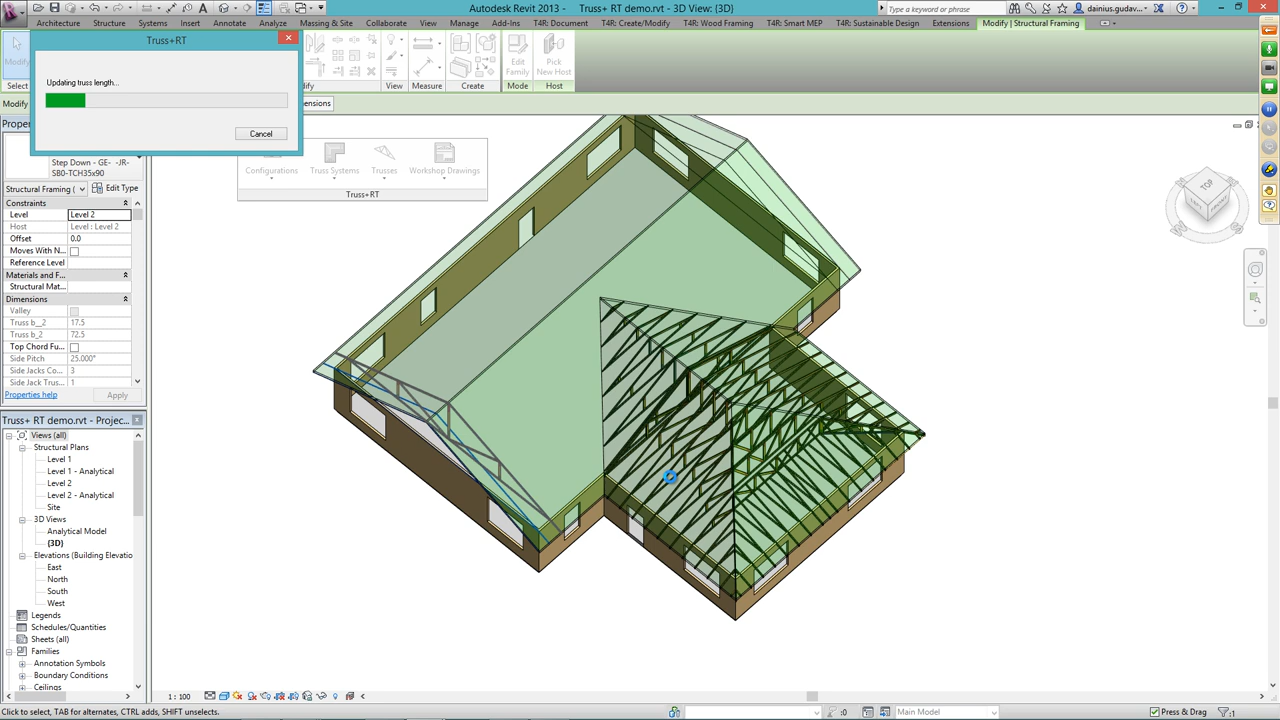 Autodesk Revit 2013 - Truss+ RT demo.rvt - 3D View: {3D}
Type a keyword or phrase
dainius.gudav...
Architecture Structure Systems Insert Annotate Analyze Massing & Site Collaborate View Manage Add-Ins T4R: Document T4R: Create/Modify T4R: Wood Framing T4R: Smart MEP T4R: Sustainable Design Extensions Modify | Structural Framing
Truss+RT
Modify
Updating truss length...
Cancel
Edit Family
Pick New Host
Select
View Measure Create Mode Host
Modify
Step Down - GE- -JR-
SB0-TCH35x90
Structural Framing (
Edit Type
Constraints
Level Level 2
Host Level : Level 2
Offset 0.0
Moves With N...
Reference Level
Materials and F...
Structural Mat...
Dimensions
Valley
Truss b__2 17.5
Truss b_2 72.5
Top Chord Fu...
Side Pitch 25.000°
Side Jacks Co... 3
Side Jack Trus... 1
Properties help
Apply
Configurations Truss Systems Trusses Workshop Drawings
Truss+RT
TOP
Truss+ RT demo.rvt - Projec...
Views (all)
Structural Plans
Level 1
Level 1 - Analytical
Level 2
Level 2 - Analytical
Site
3D Views
Analytical Model
{3D}
Elevations (Building Elevatio
East
North
South
West
Legends
Schedules/Quantities
Sheets (all)
Families
Annotation Symbols
Boundary Conditions
Ceilings
1 : 100
Click to select, TAB for alternates, CTRL adds, SHIFT unselects.
:0
Main Model
Press & Drag
:1